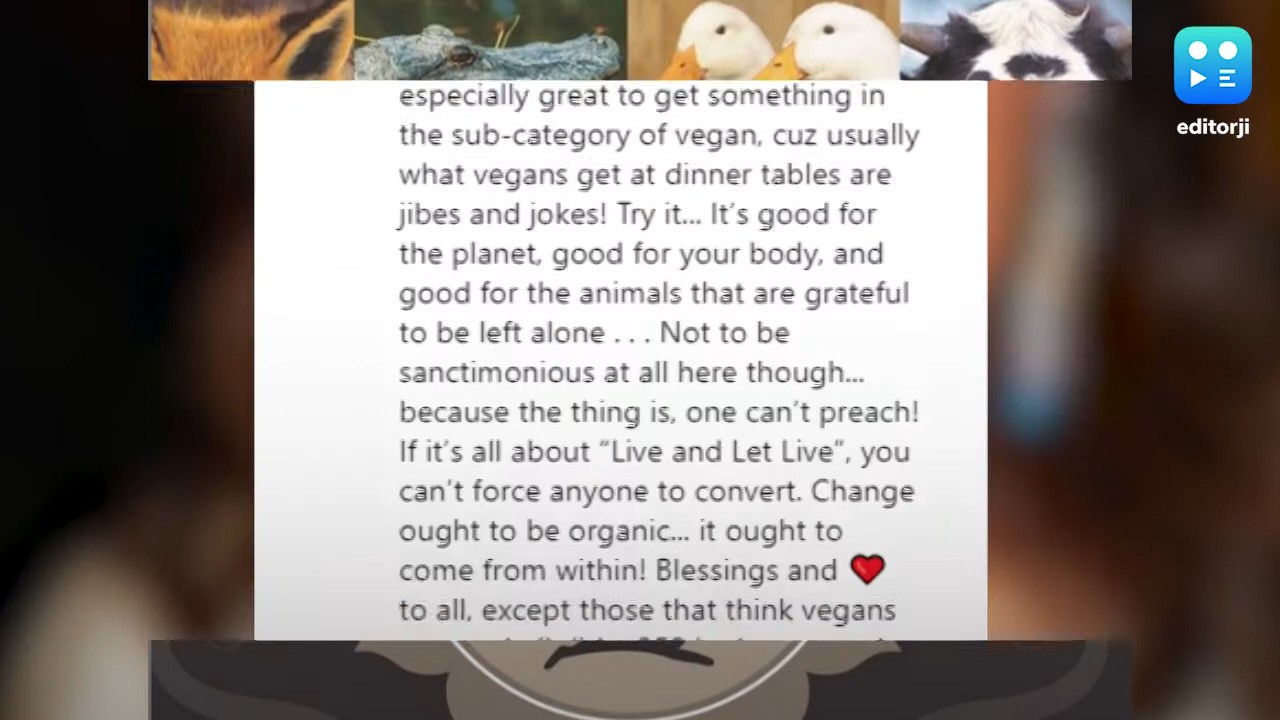 editorji
especially great to get something in
the sub-category of vegan, cuz usually
what vegans get at dinner tables are
jibes and jokes! Try it... It's good for
the planet, good for your body, and
good for the animals that are grateful
to be left alone . . . Not to be
sanctimonious at all here though...
because the thing is, one can't preach!
If it's all about “Live and Let Live”, you
can't force anyone to convert. Change
ought to be organic... it ought to
come from within! Blessings and ❤️
to all, except those that think vegans